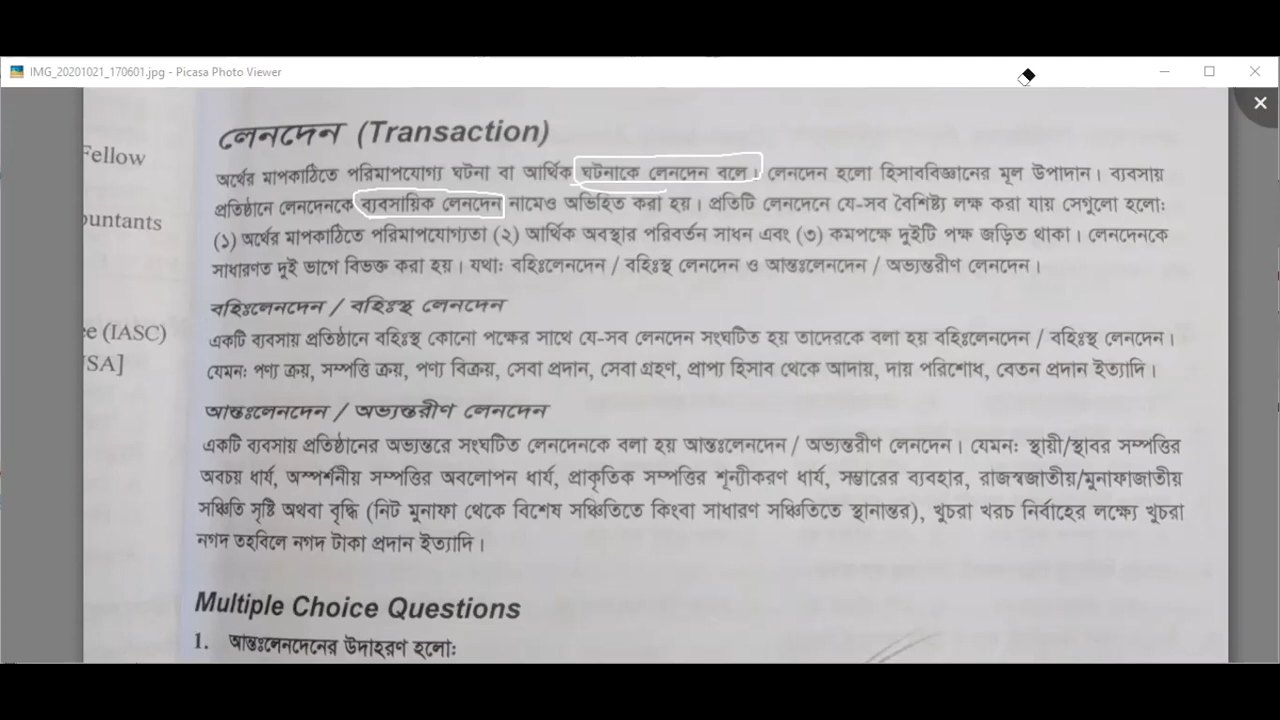 IMG_20201021_170601.jpg - Picasa Photo Viewer
Fellow
ountants
ee (IASC)
SA]
লেনদেন (Transaction)
অর্থের মাপকাঠিতে পরিমাপযোগ্য ঘটনা বা আর্থিক ঘটনাকে লেনদেন বলে। লেনদেন হলো হিসাববিজ্ঞানের মূল উপাদান। ব্যবসায়
প্রতিষ্ঠানে লেনদেনকে ব্যবসায়িক লেনদেন নামেও অভিহিত করা হয়। প্রতিটি লেনদেনে যে-সব বৈশিষ্ট্য লক্ষ করা যায় সেগুলো হলো:
(১) অর্থের মাপকাঠিতে পরিমাপযোগ্যতা (২) আর্থিক অবস্থার পরিবর্তন সাধন এবং (৩) কমপক্ষে দুইটি পক্ষ জড়িত থাকা। লেনদেনকে
সাধারণত দুই ভাগে বিভক্ত করা হয়। যথা: বহিঃলেনদেন / বহিঃস্থ লেনদেন ও আন্তঃলেনদেন / অভ্যন্তরীণ লেনদেন।
বহিঃলেনদেন / বহিঃস্থ লেনদেন
একটি ব্যবসায় প্রতিষ্ঠানে বহিঃস্থ কোনো পক্ষের সাথে যে-সব লেনদেন সংঘটিত হয় তাদেরকে বলা হয় বহিঃলেনদেন / বহিঃস্থ লেনদেন।
যেমন: পণ্য ক্রয়, সম্পত্তি ক্রয়, পণ্য বিক্রয়, সেবা প্রদান, সেবা গ্রহণ, প্রাপ্য হিসাব থেকে আদায়, দায় পরিশোধ, বেতন প্রদান ইত্যাদি।
আন্তঃলেনদেন / অভ্যন্তরীণ লেনদেন
একটি ব্যবসায় প্রতিষ্ঠানের অভ্যন্তরে সংঘটিত লেনদেনকে বলা হয় আন্তঃলেনদেন / অভ্যন্তরীণ লেনদেন। যেমন: স্থায়ী/স্থাবর সম্পত্তির
অবচয় ধার্য, অস্পর্শনীয় সম্পত্তির অবলোপন ধার্য, প্রাকৃতিক সম্পত্তির শূন্যীকরণ ধার্য, সম্ভারের ব্যবহার, রাজস্বজাতীয়/মুনাফাজাতীয়
সঞ্চিতি সৃষ্টি অথবা বৃদ্ধি (নিট মুনাফা থেকে বিশেষ সঞ্চিতিতে কিংবা সাধারণ সঞ্চিতিতে স্থানান্তর), খুচরা খরচ নির্বাহের লক্ষ্যে খুচরা
নগদ তহবিলে নগদ টাকা প্রদান ইত্যাদি।
Multiple Choice Questions
1. আন্তঃলেনদেনের উদাহরণ হলো: